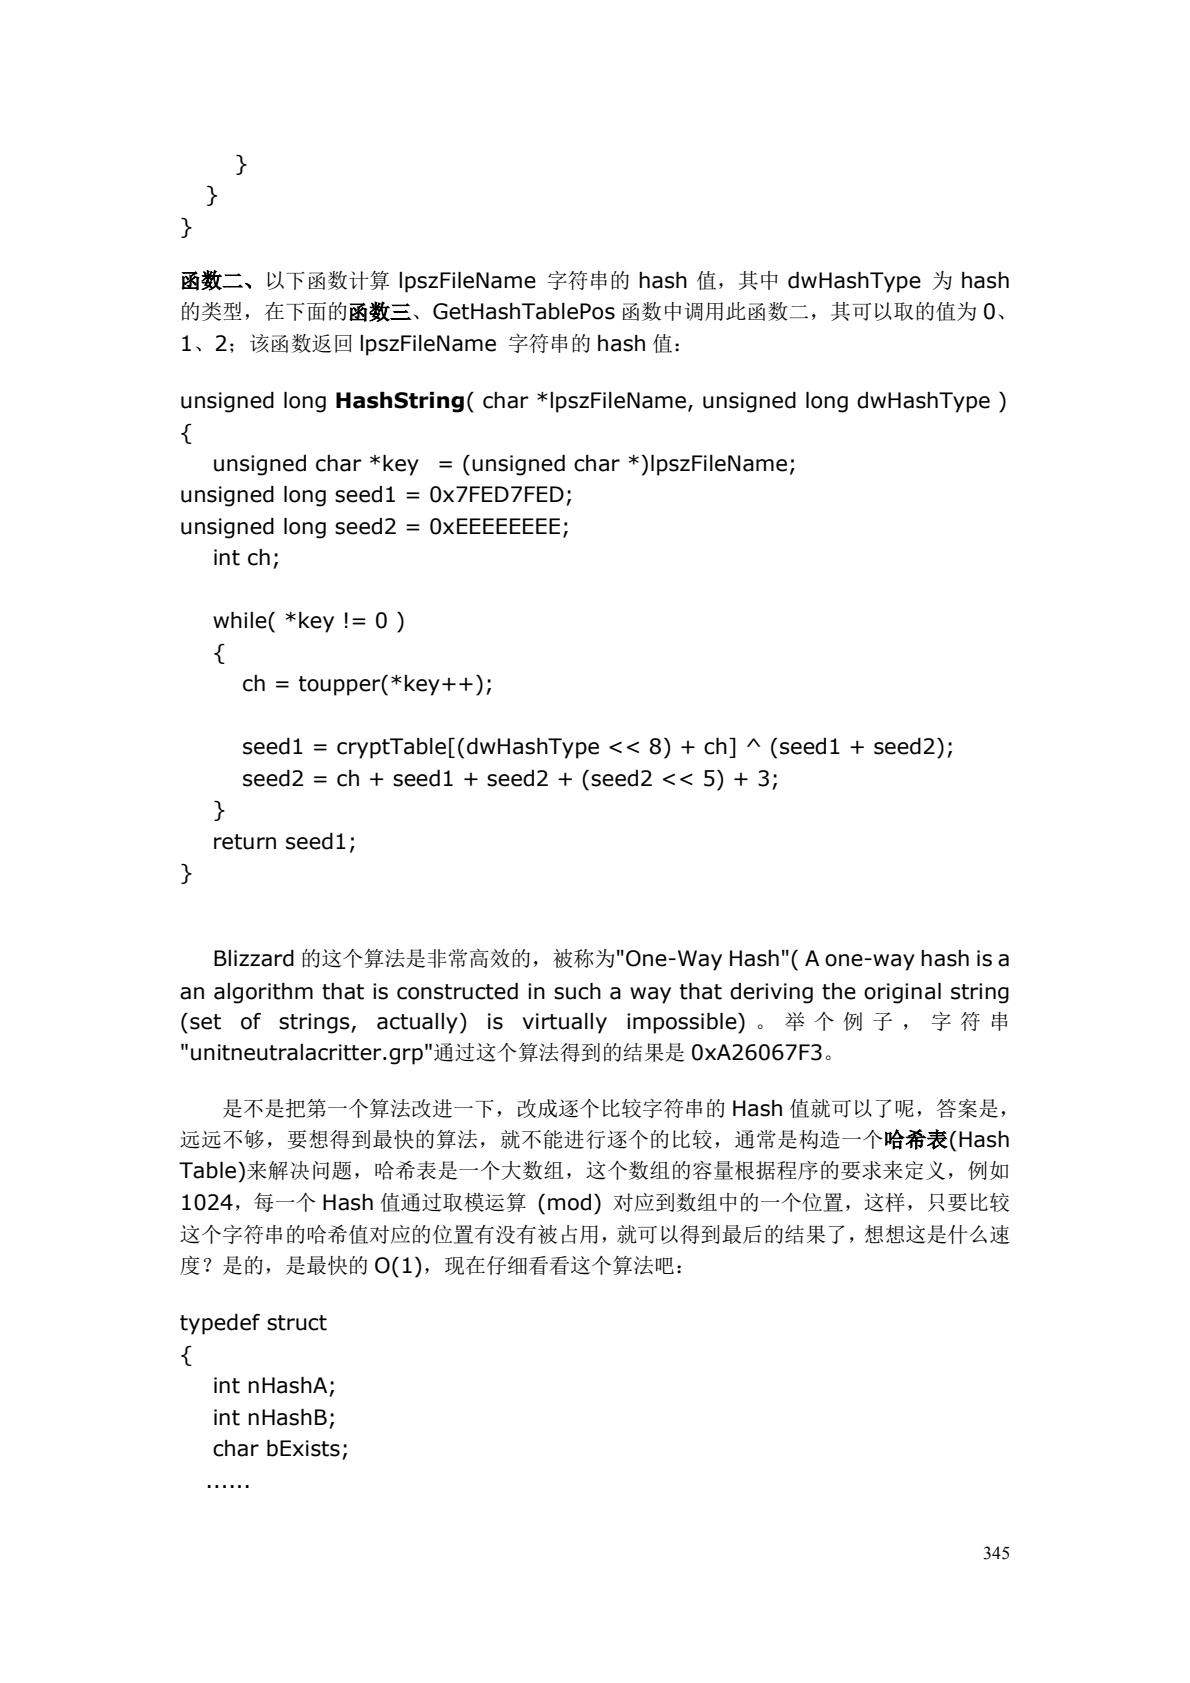 }
}
}
函数二、以下函数计算 lpszFileName 字符串的 hash 值，其中 dwHashType 为 hash
的类型，在下面的函数三、GetHashTablePos 函数中调用此函数二，其可以取的值为 0、
1、2；该函数返回 lpszFileName 字符串的 hash 值：
unsigned long HashString( char *lpszFileName, unsigned long dwHashType )
{
unsigned char *key = (unsigned char *)lpszFileName;
unsigned long seed1 = 0x7FED7FED;
unsigned long seed2 = 0xEEEEEEEE;
int ch;
while( *key != 0 )
{
ch = toupper(*key++);
seed1 = cryptTable[(dwHashType << 8) + ch] ^ (seed1 + seed2);
seed2 = ch + seed1 + seed2 + (seed2 << 5) + 3;
}
return seed1;
}
Blizzard 的这个算法是非常高效的，被称为"One-Way Hash"( A one-way hash is a
an algorithm that is constructed in such a way that deriving the original string
(set of strings, actually) is virtually impossible)。举个例子，字符串
"unitneutralacritter.grp"通过这个算法得到的结果是 0xA26067F3。
是不是把第一个算法改进一下，改成逐个比较字符串的 Hash 值就可以了呢，答案是，
远远不够，要想得到最快的算法，就不能进行逐个的比较，通常是构造一个哈希表(Hash
Table)来解决问题，哈希表是一个大数组，这个数组的容量根据程序的要求来定义，例如
1024，每一个 Hash 值通过取模运算 (mod) 对应到数组中的一个位置，这样，只要比较
这个字符串的哈希值对应的位置有没有被占用，就可以得到最后的结果了，想想这是什么速
度？是的，是最快的 O(1)，现在仔细看看这个算法吧：
typedef struct
{
int nHashA;
int nHashB;
char bExists;
......
345